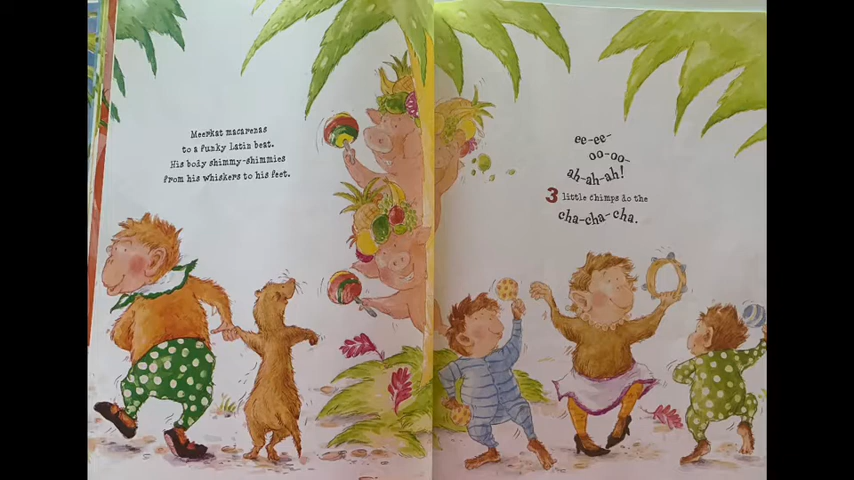 Meerkat macarenas
to a funky Latin beat.
His body shimmy-shimmies
from his whiskers to his feet.
ee-ee-
oo-oo-
ah-ah-ah!
3 little chimps do the
cha-cha-cha.